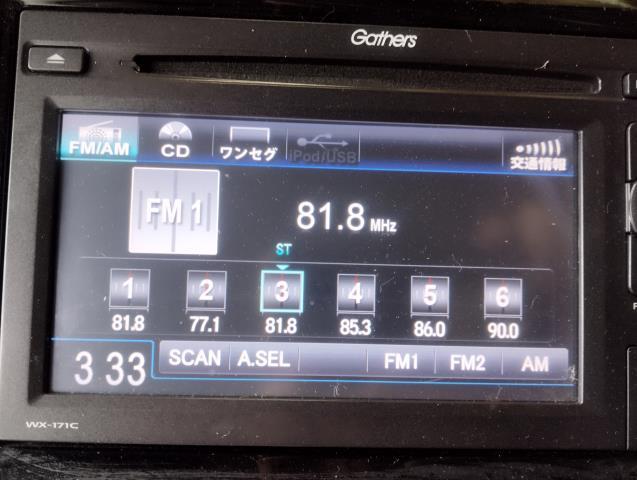 Gathers
FM/AM CD ワンセグ iPod/USB 交通情報
FM 1 81.8 MHz
ST
1 2 3 4 5 6
81.8 77.1 81.8 85.3 86.0 90.0
3 33 SCAN A.SEL FM1 FM2 AM
WX-171C